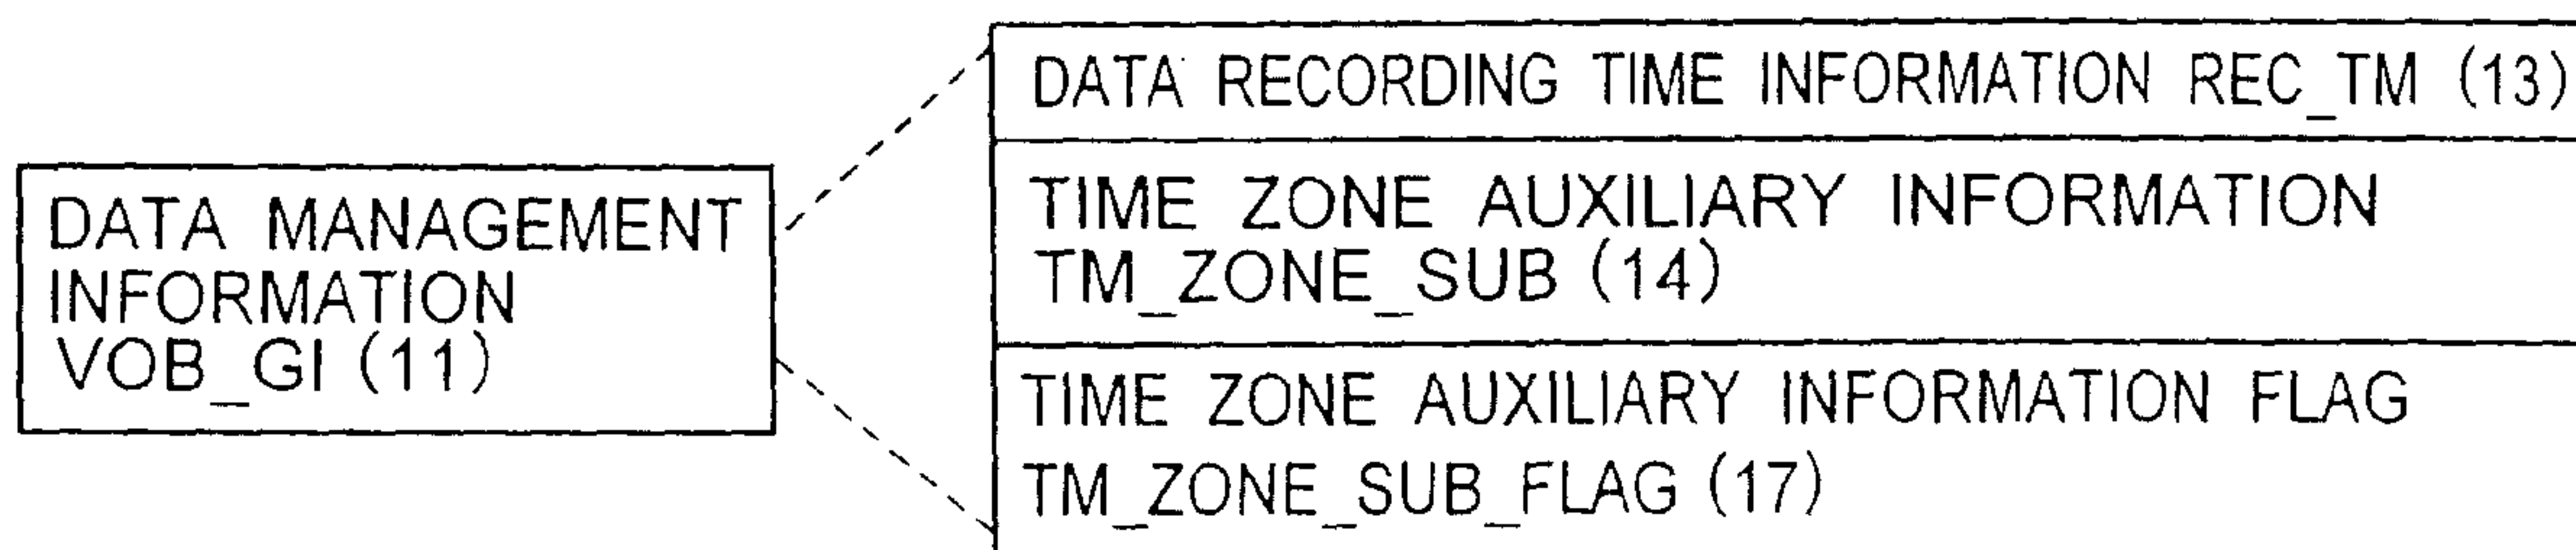 DATA MANAGEMENT
INFORMATION
VOB_GI (11)
DATA RECORDING TIME INFORMATION REC_TM (13)
TIME ZONE AUXILIARY INFORMATION
TM_ZONE_SUB (14)
TIME ZONE AUXILIARY INFORMATION FLAG
TM_ZONE_SUB_FLAG (17)